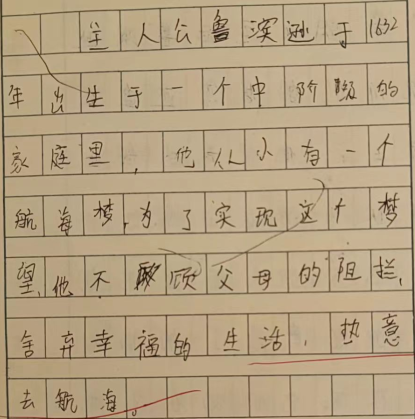 主人公鲁滨逊于1632
年出生于一个中阶级的
家庭里,他从小有一个
航海梦,为了实现这个梦
望,他不顾父母的阻拦,
舍弃幸福的生活,执意
去航海。